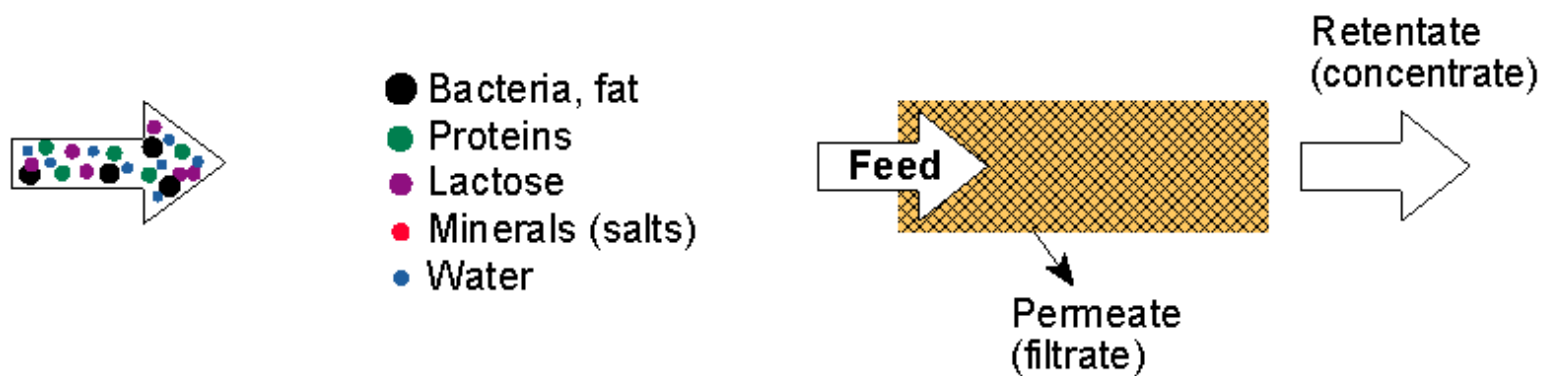 Bacteria, fat
Proteins
Lactose
Minerals (salts)
Water
Feed
Retentate
(concentrate)
Permeate
(filtrate)